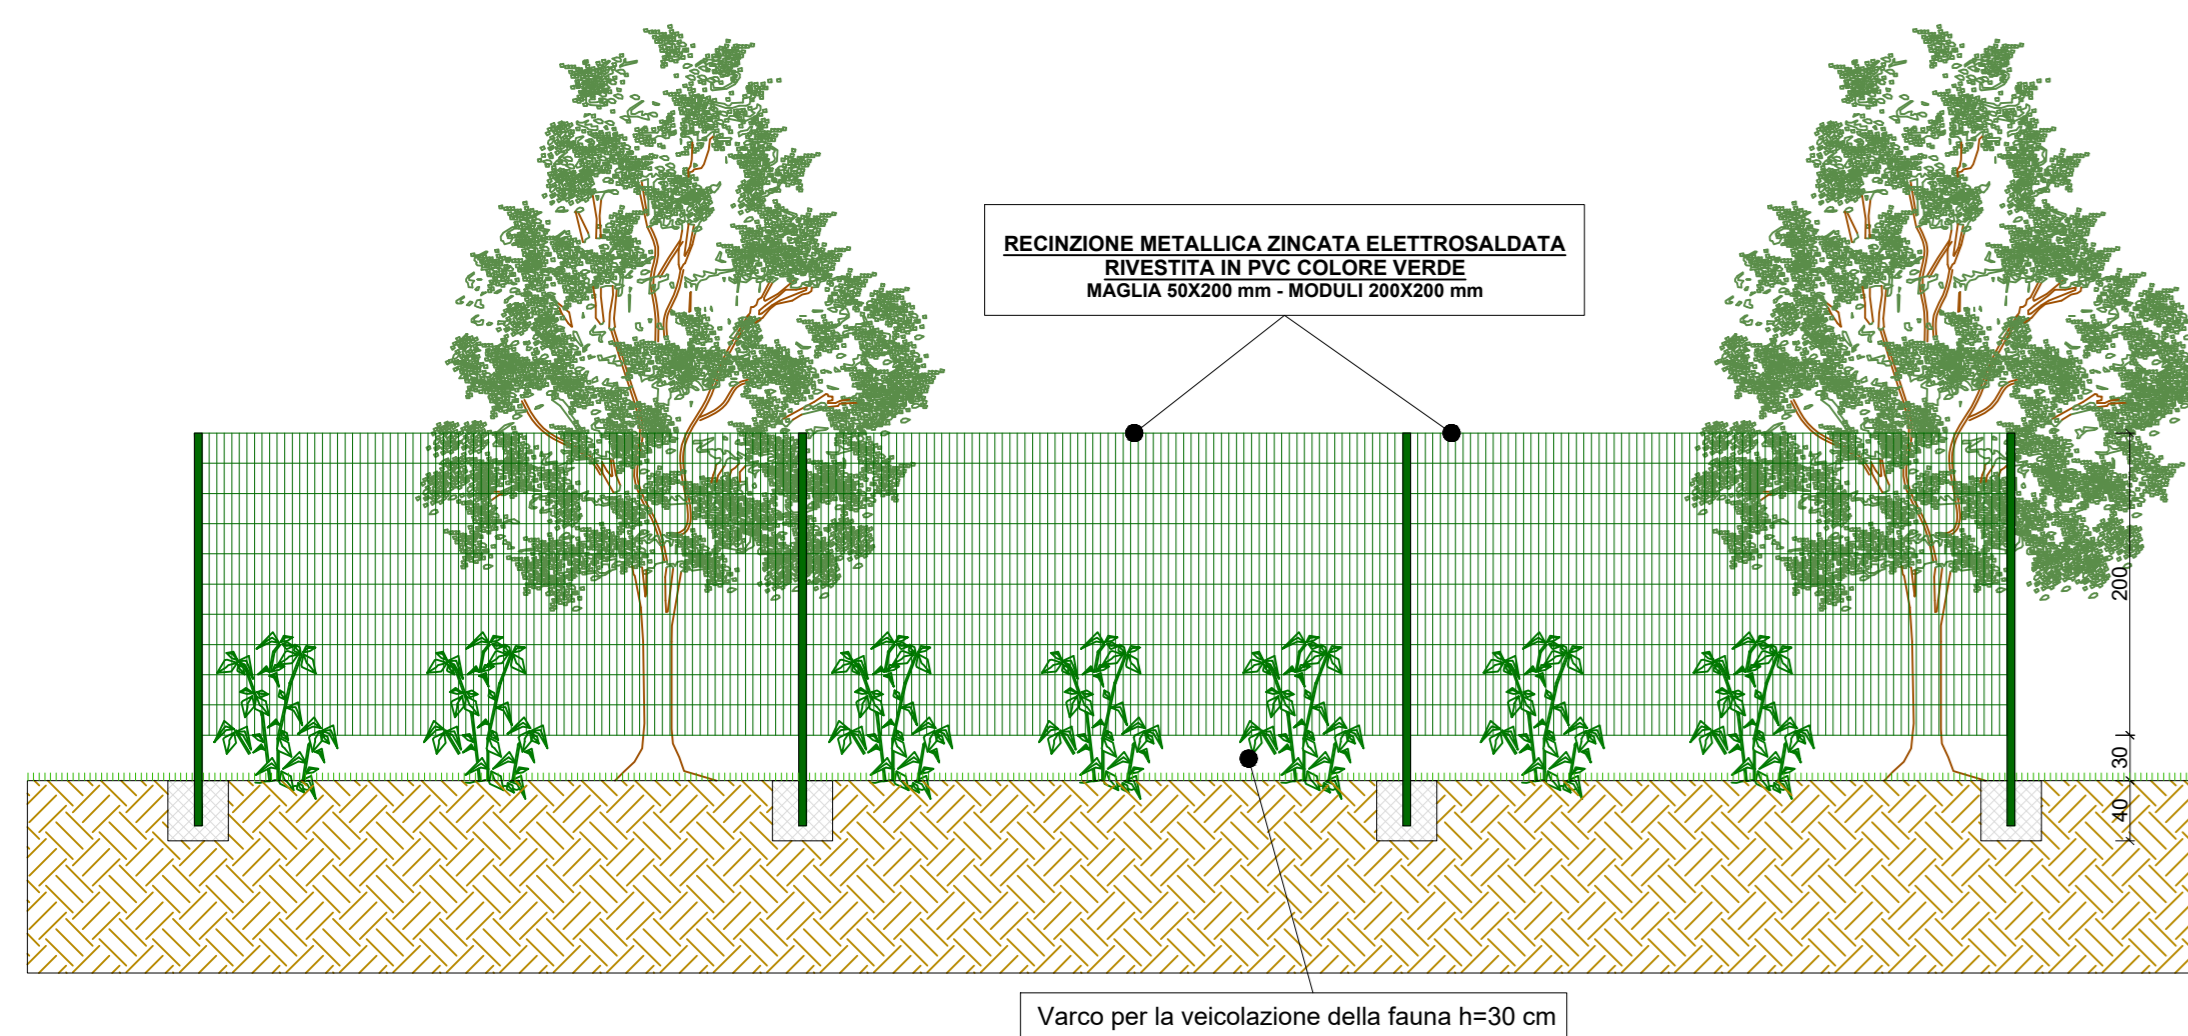 RECINZIONE METALLICA ZINCATA ELETTROSALDATA
RIVESTITA IN PVC COLORE VERDE
MAGLIA 50X200 mm - MODULI 200X200 mm
200
30
40
Varco per la veicolazione della fauna h=30 cm